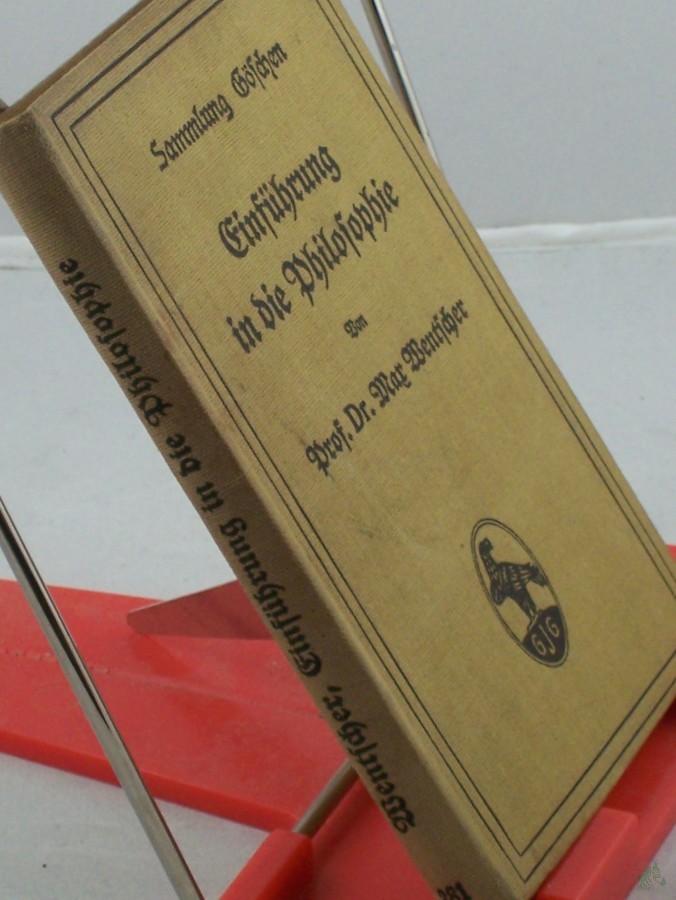 Sammlung Göschen
Einführung
in die Philosophie
Von
Prof. Dr. Max Wentscher
GJG
Wentscher, Einführung in die Philosophie
281